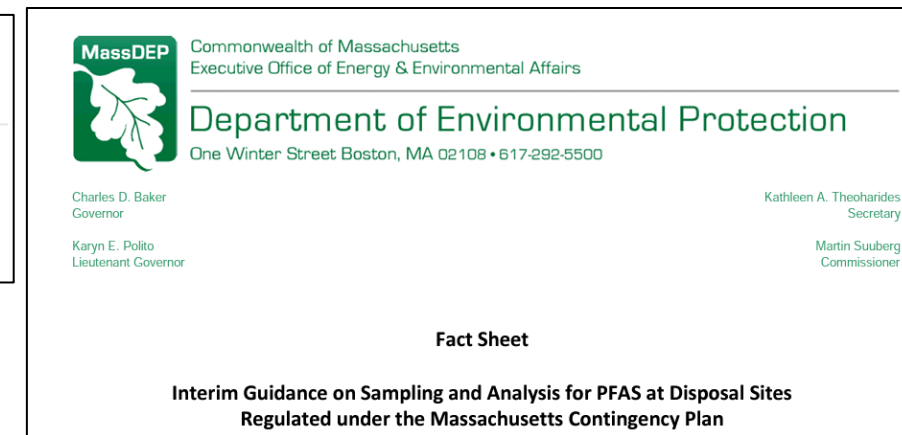 MassDEP
Commonwealth of Massachusetts
Executive Office of Energy & Environmental Affairs
Department of Environmental Protection
One Winter Street Boston, MA 02108 • 617-292-5500
Charles D. Baker
Governor
Kathleen A. Theoharides
Secretary
Karyn E. Polito
Lieutenant Governor
Martin Suuberg
Commissioner
Fact Sheet
Interim Guidance on Sampling and Analysis for PFAS at Disposal Sites
Regulated under the Massachusetts Contingency Plan